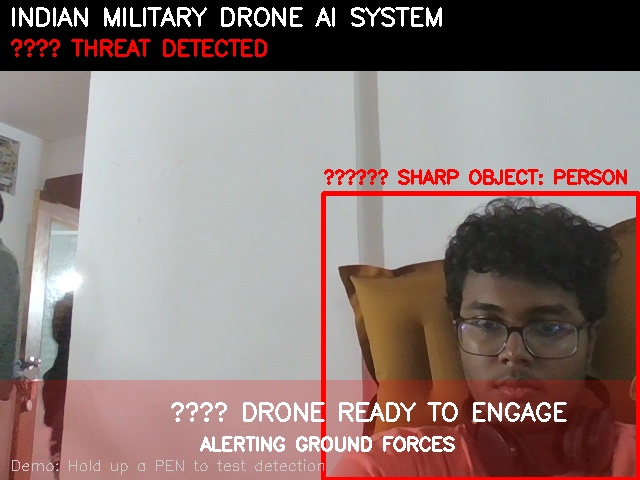 INDIAN MILITARY DRONE AI SYSTEM
???? THREAT DETECTED
?????? SHARP OBJECT: PERSON
???? DRONE READY TO ENGAGE
ALERTING GROUND FORCES
Demo: Hold up a PEN to test detection